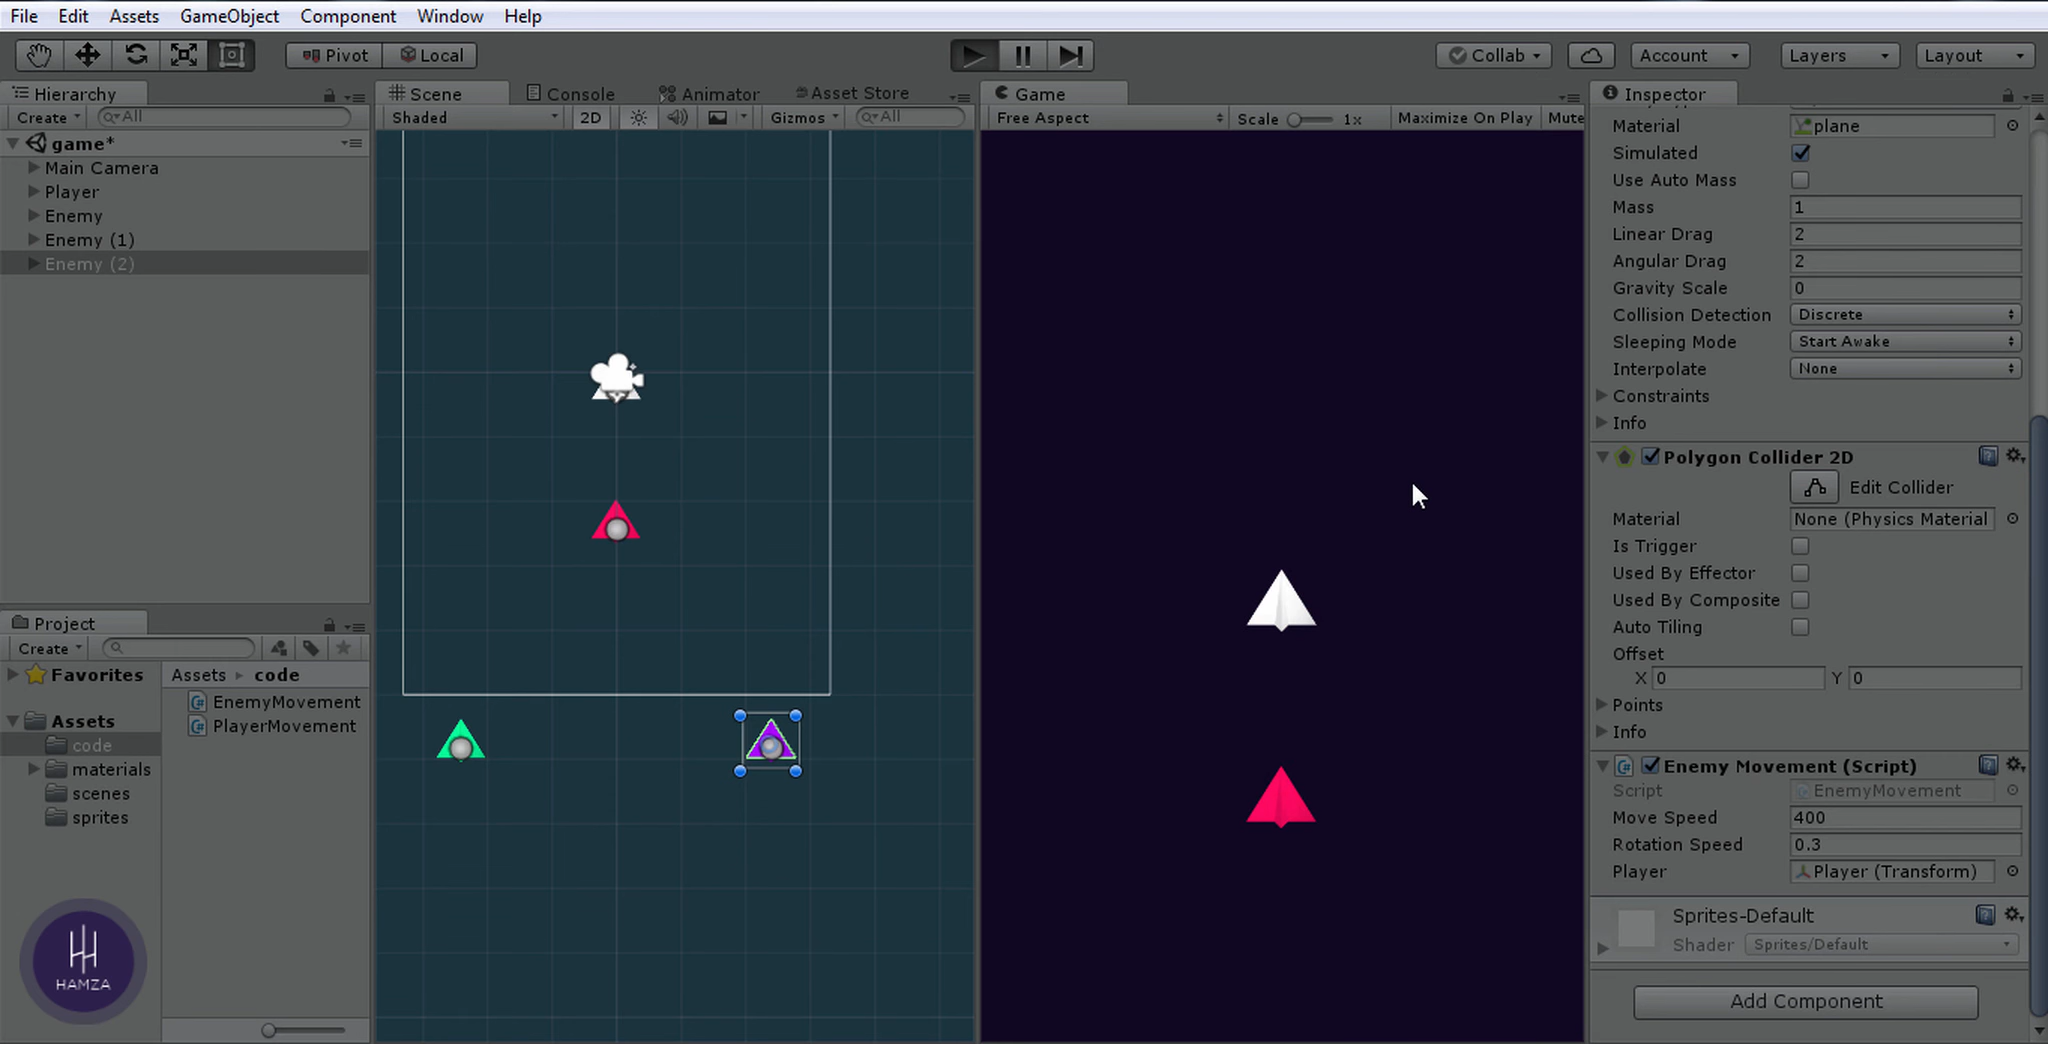 File Edit Assets GameObject Component Window Help
Pivot Local Collab Account Layers Layout
Hierarchy
Create All
game*
Main Camera
Player
Enemy
Enemy (1)
Enemy (2)
Project
Create
Favorites
Assets
code
materials
scenes
sprites
Assets code
EnemyMovement
PlayerMovement
HAMZA
Scene Console Animator Asset Store
Shaded 2D Gizmos All
Game
Free Aspect Scale 1x Maximize On Play Mute
Inspector
Material plane
Simulated
Use Auto Mass
Mass 1
Linear Drag 2
Angular Drag 2
Gravity Scale 0
Collision Detection Discrete
Sleeping Mode Start Awake
Interpolate None
Constraints
Info
Polygon Collider 2D
Edit Collider
Material None (Physics Material
Is Trigger
Used By Effector
Used By Composite
Auto Tiling
Offset
X 0 Y 0
Points
Info
Enemy Movement (Script)
Script EnemyMovement
Move Speed 400
Rotation Speed 0.3
Player Player (Transform)
Sprites-Default
Shader Sprites/Default
Add Component